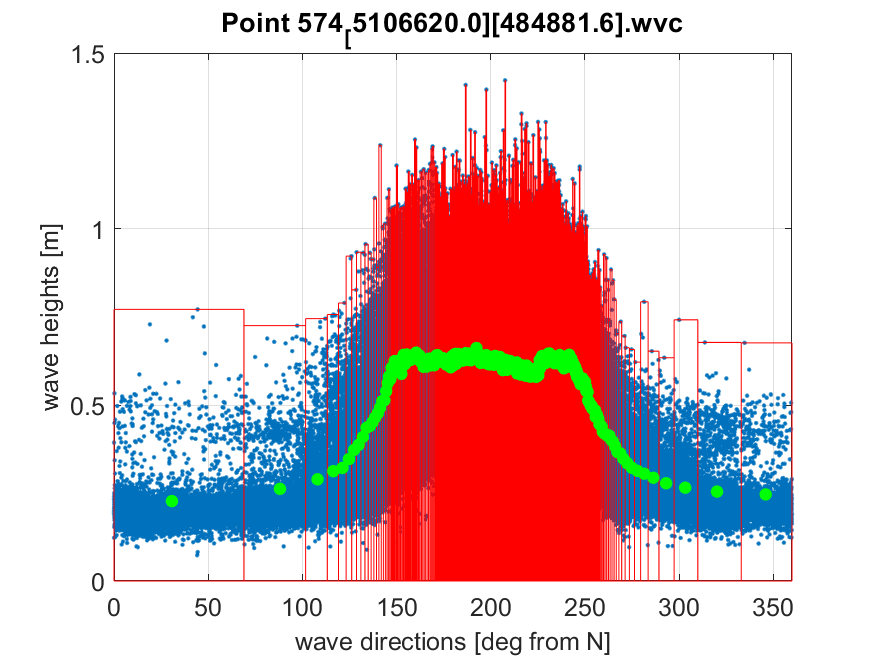 Point 574[5106620.0][484881.6].wvc
1.5
1
0.5
0
wave heights [m]
0 50 100 150 200 250 300 350
wave directions [deg from N]